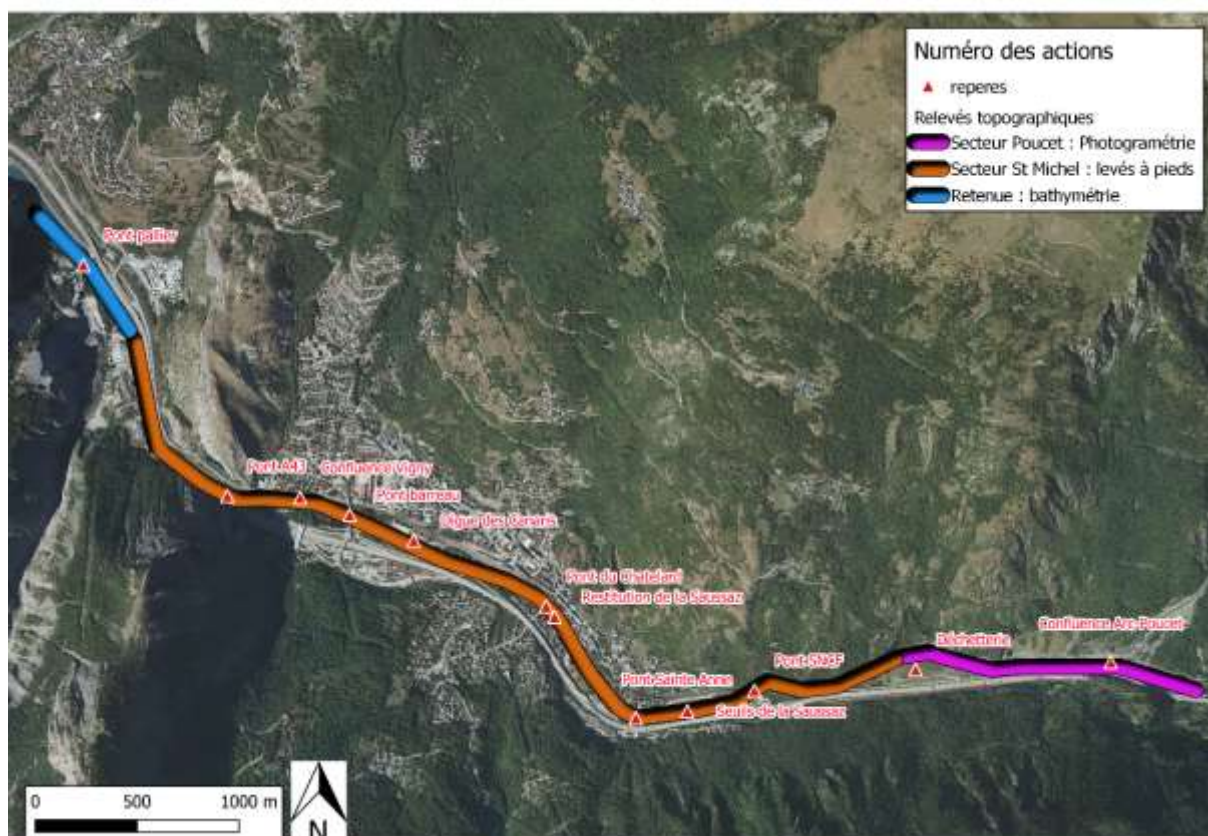 Numéro des actions
reperes
Relevés topographiques
Secteur Poucet : Photogramétrie
Secteur St Michel : levés à pieds
Retenue : bathymétrie
Pont pallier
Pont A43
Confluence Vigny
Pont barreau
Digue des Canaris
Pont du Chatelard
Restitution de la Saussaz
Confluence Arc-Poucet
Déchetterie
Pont SNCF
Pont Sainte Anne
Seuils de la Saussaz
0 500 1000 m
N